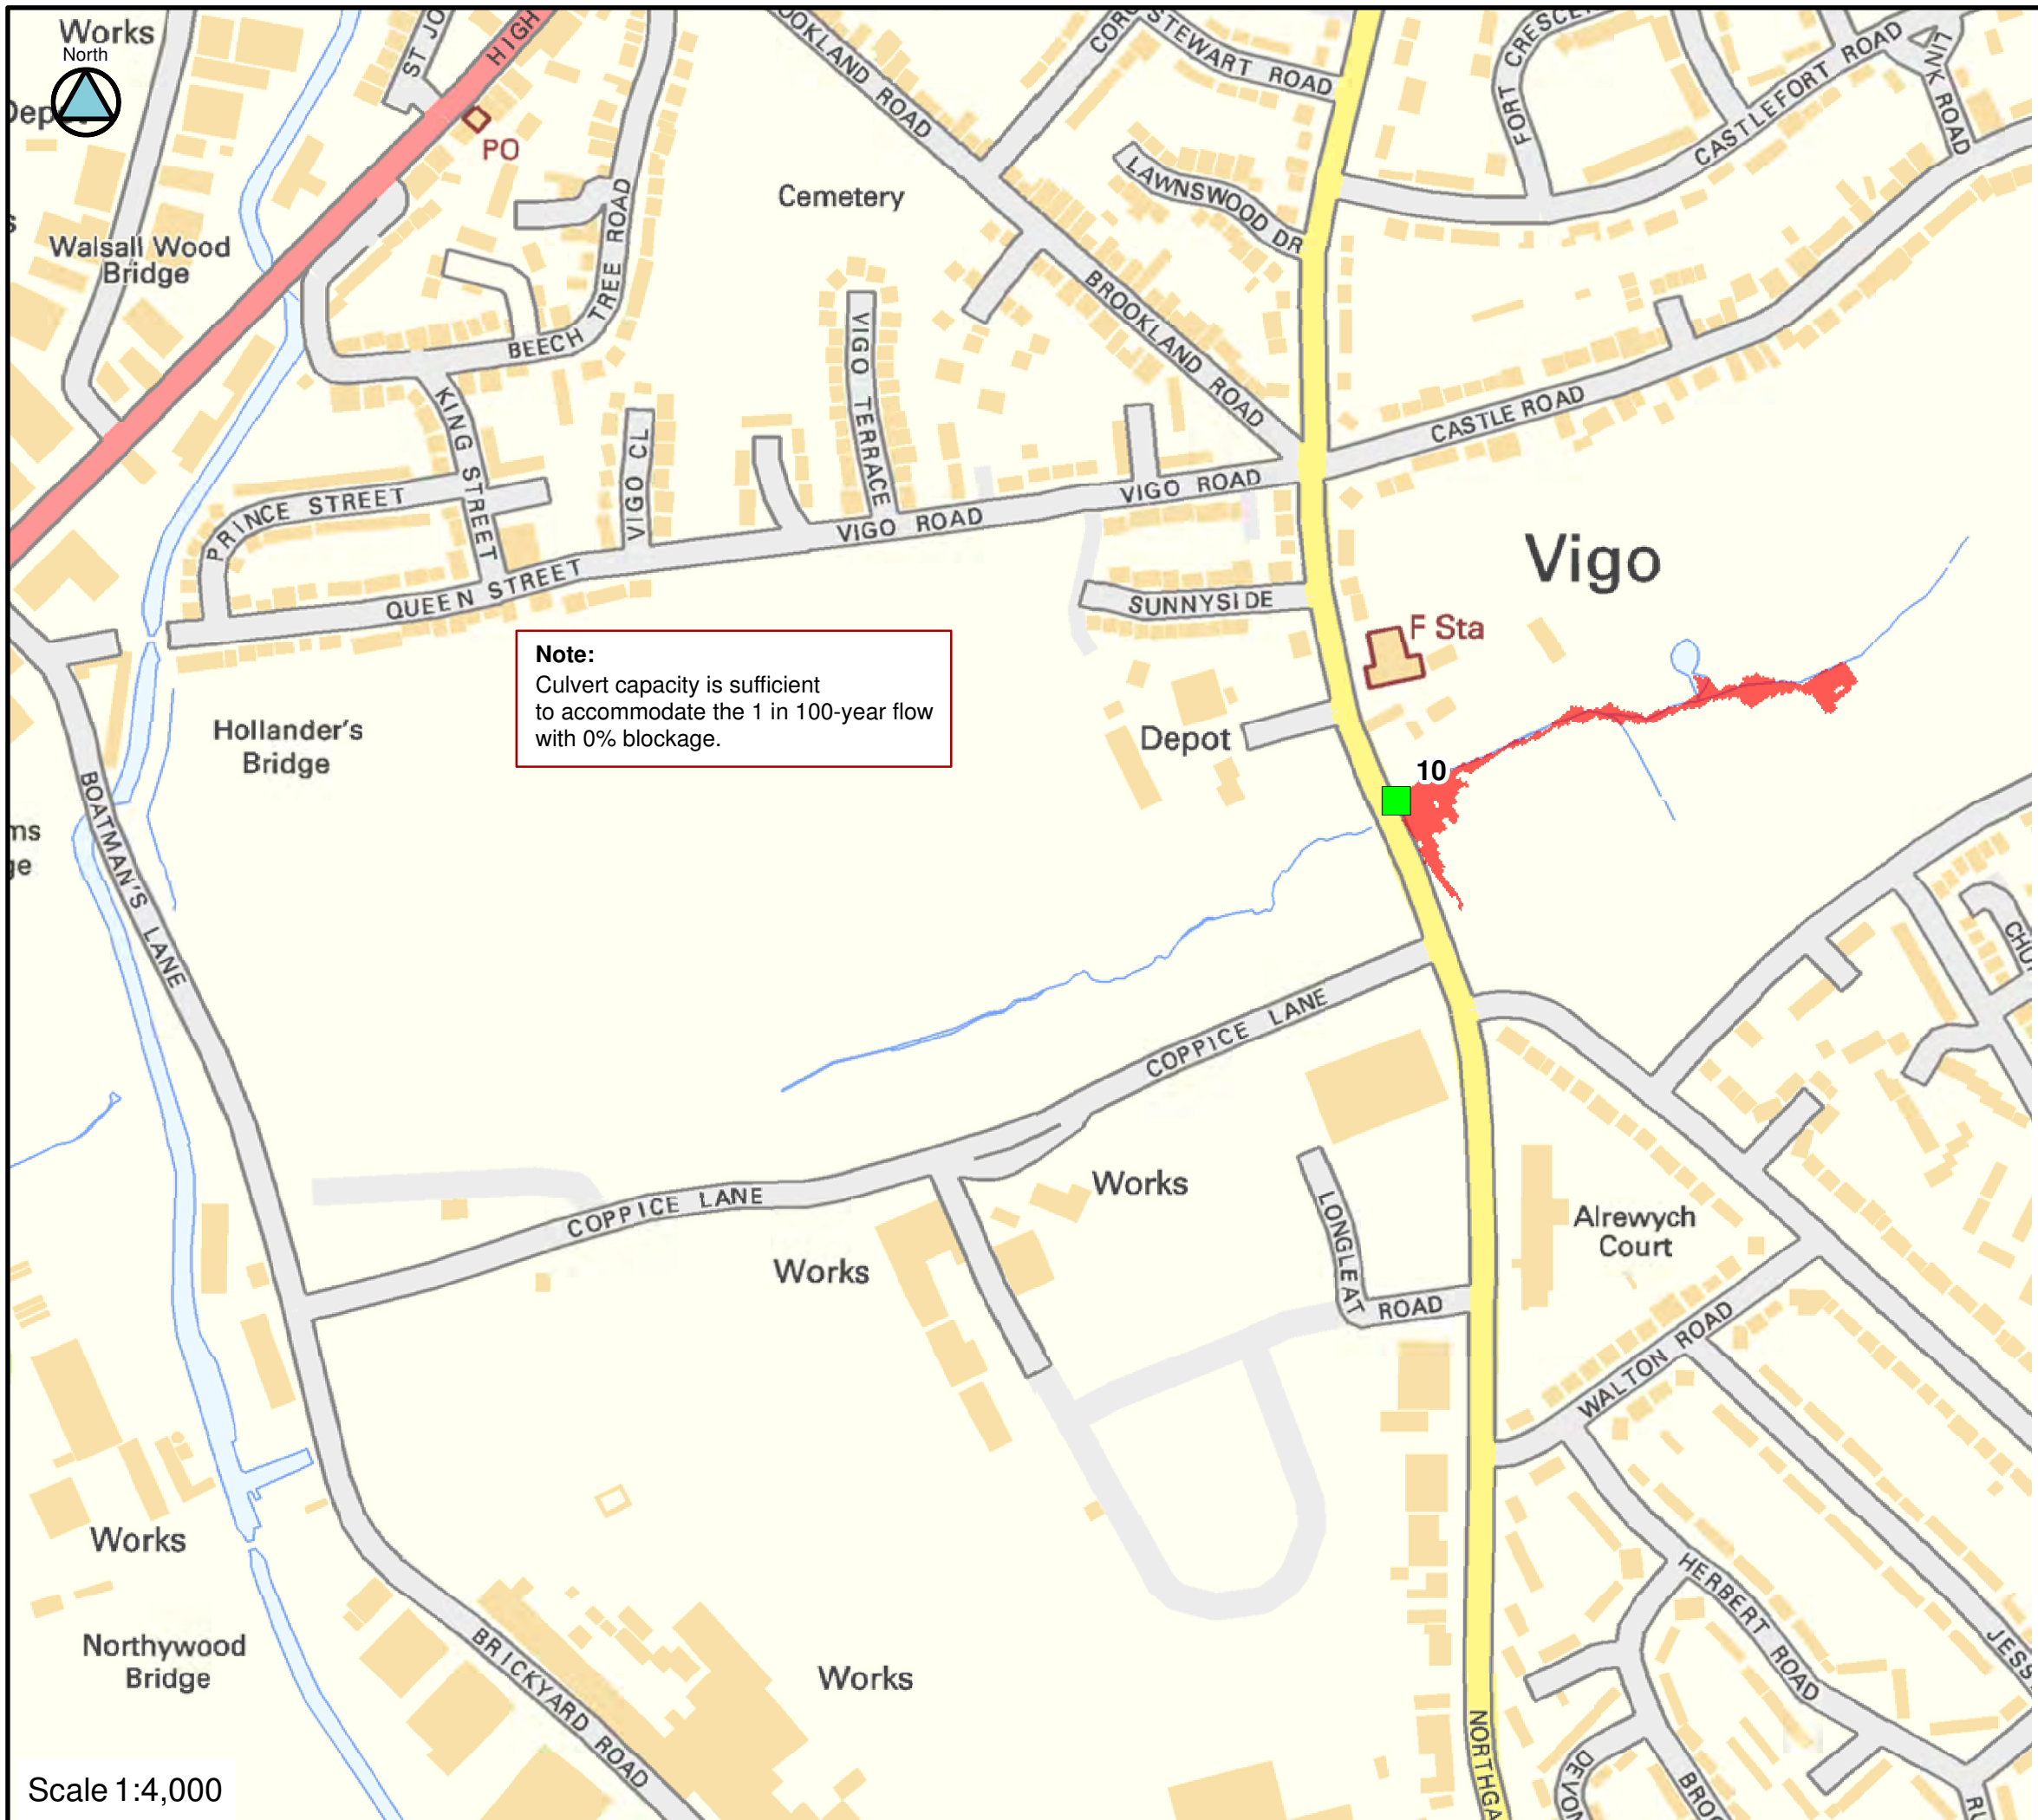 Works
North
ST JO
HIGH
PO
Walsall Wood
Bridge
Cemetery
BROOKLAND ROAD
STEWART ROAD
LAWNSWOOD DR
FORT CRESCE
CASTLEFORT ROAD
LINK ROAD
BEECH TREE ROAD
KING STREET
PRINCE STREET
QUEEN STREET
VIGO CL
VIGO TERRACE
VIGO ROAD
VIGO ROAD
BROOKLAND ROAD
CASTLE ROAD
SUNNYSIDE
Vigo
F Sta
Note:
Culvert capacity is sufficient
to accommodate the 1 in 100-year flow
with 0% blockage.
Hollander's
Bridge
Depot
10
BOATMAN'S LANE
COPPICE LANE
COPPICE LANE
Works
Works
LONGLEAT ROAD
Alrewych
Court
WALTON ROAD
HERBERT ROAD
Works
Northywood
Bridge
BRICKYARD ROAD
Works
NORTHGA
DEVON
BROO
JESS
Scale 1:4,000